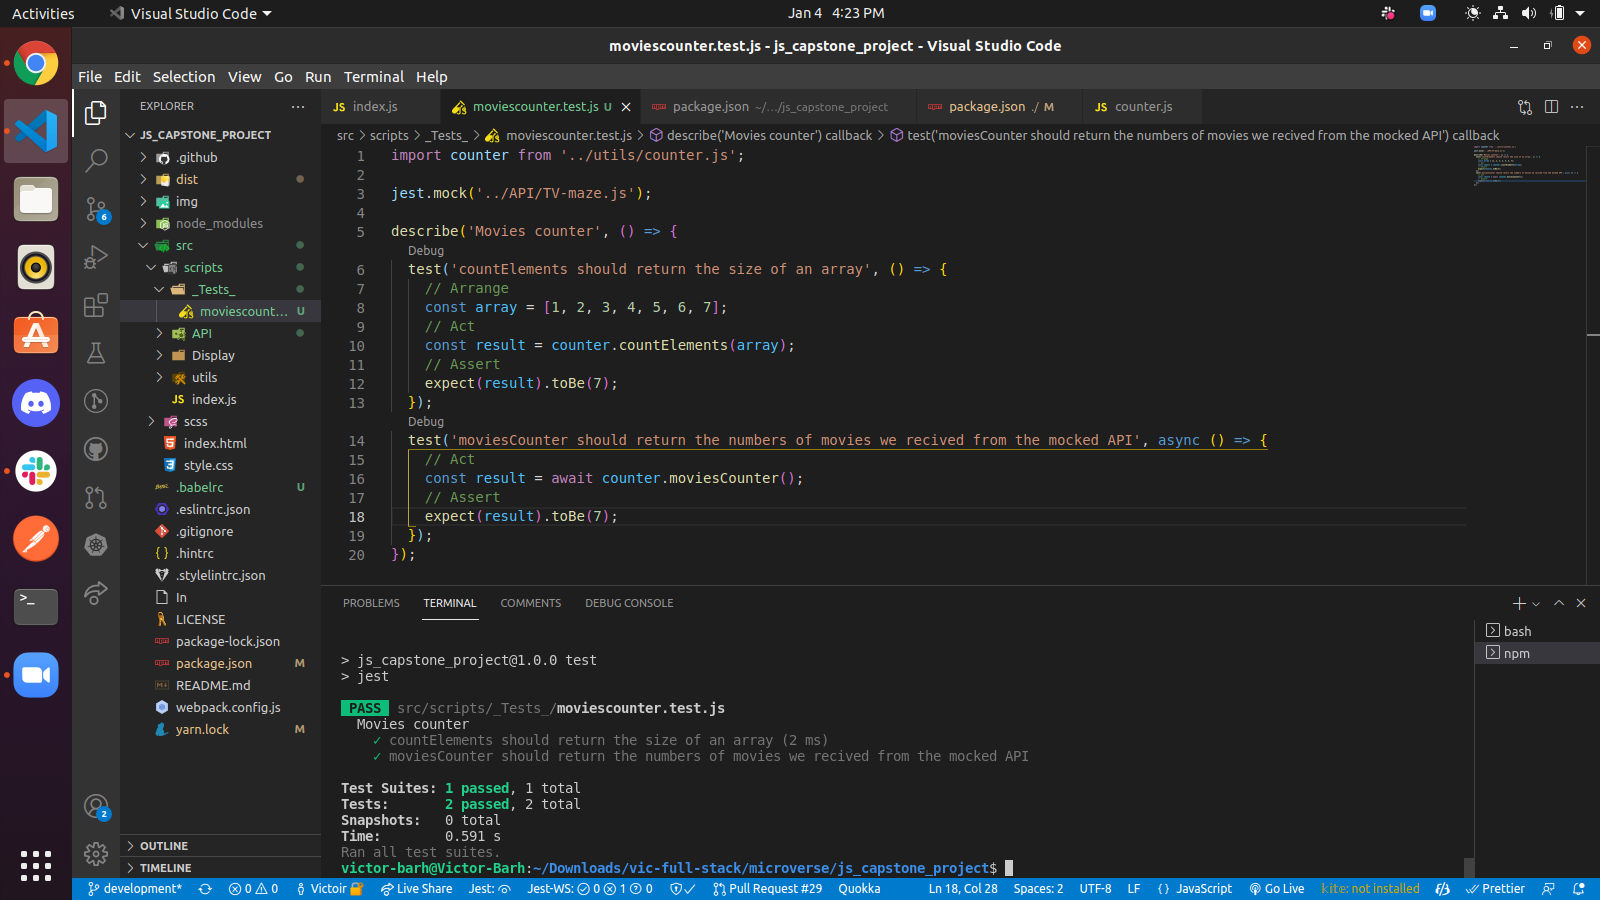 Activities
Visual Studio Code
Jan 4 4:23 PM
moviescounter.test.js - js_capstone_project - Visual Studio Code
File Edit Selection View Go Run Terminal Help
EXPLORER
JS index.js
moviescounter.test.js U
package.json ~/.../js_capstone_project
package.json ./ M
JS counter.js
src > scripts > _Tests_ > moviescounter.test.js > describe('Movies counter') callback > test('moviesCounter should return the numbers of movies we recived from the mocked API') callback
JS_CAPSTONE_PROJECT
.github
dist
img
node_modules
src
scripts
_Tests_
moviescount... U
API
Display
utils
JS index.js
scss
index.html
style.css
.babelrc U
.eslintrc.json
.gitignore
.hintrc
.stylelintrc.json
In
LICENSE
package-lock.json
package.json M
README.md
webpack.config.js
yarn.lock M
OUTLINE
TIMELINE
6
2
1 import counter from '../utils/counter.js';
2
3 jest.mock('../API/TV-maze.js');
4
5 describe('Movies counter', () => {
Debug
6 test('countElements should return the size of an array', () => {
7 // Arrange
8 const array = [1, 2, 3, 4, 5, 6, 7];
9 // Act
10 const result = counter.countElements(array);
11 // Assert
12 expect(result).toBe(7);
13 });
Debug
14 test('moviesCounter should return the numbers of movies we recived from the mocked API', async () => {
15 // Act
16 const result = await counter.moviesCounter();
17 // Assert
18 expect(result).toBe(7);
19 });
20 });
PROBLEMS TERMINAL COMMENTS DEBUG CONSOLE
bash
npm
> js_capstone_project@1.0.0 test
> jest
PASS src/scripts/_Tests_/moviescounter.test.js
Movies counter
✓ countElements should return the size of an array (2 ms)
✓ moviesCounter should return the numbers of movies we recived from the mocked API
Test Suites: 1 passed, 1 total
Tests: 2 passed, 2 total
Snapshots: 0 total
Time: 0.591 s
Ran all test suites.
victor-barh@Victor-Barh:~/Downloads/vic-full-stack/microverse/js_capstone_project$
development* 0 0 Victoir Live Share Jest: Jest-WS: 0 1 0 Pull Request #29 Quokka Ln 18, Col 28 Spaces: 2 UTF-8 LF { } JavaScript Go Live kite: not installed Prettier